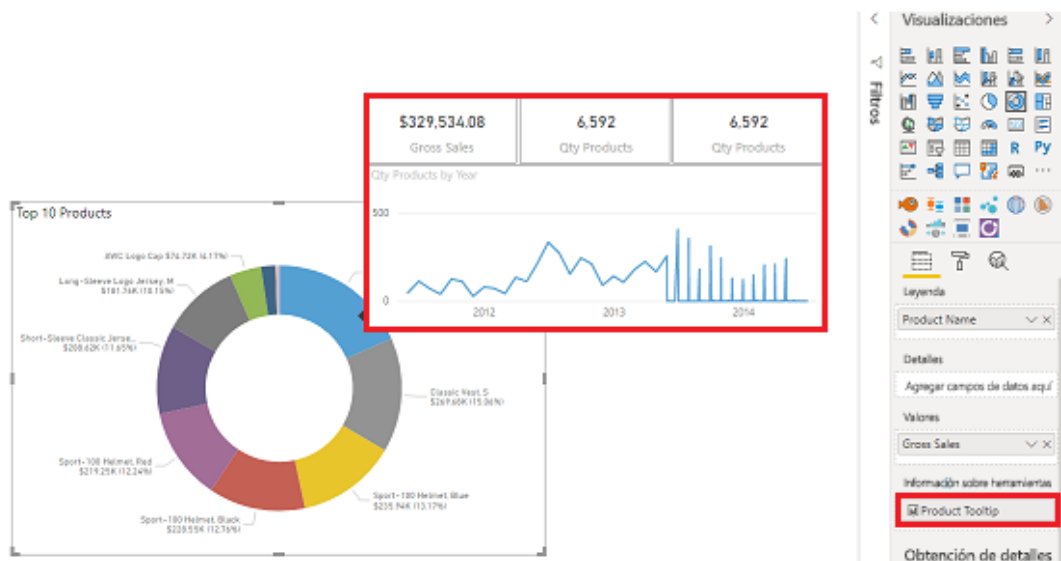 Visualizaciones
Filtros
R Py
$329,534.08
Gross Sales
6,592
Qty Products
6,592
Qty Products
Qty Products by Year
500
0
2012
2013
2014
Top 10 Products
AWC Logo Cap $74.72K (4.17%)
Long-Sleeve Logo Jersey, M
$181.76K (10.15%)
Short-Sleeve Classic Jerse...
$208.62K (11.65%)
Sport-100 Helmet, Red
$219.25K (12.24%)
Sport-100 Helmet, Black
$228.55K (12.76%)
Sport-100 Helmet, Blue
$235.94K (13.17%)
Classic Vest, S
$269.68K (15.06%)
Leyenda
Product Name
Detalles
Agregar campos de datos aquí
Valores
Gross Sales
Información sobre herramientas
Product Tooltip
Obtención de detalles